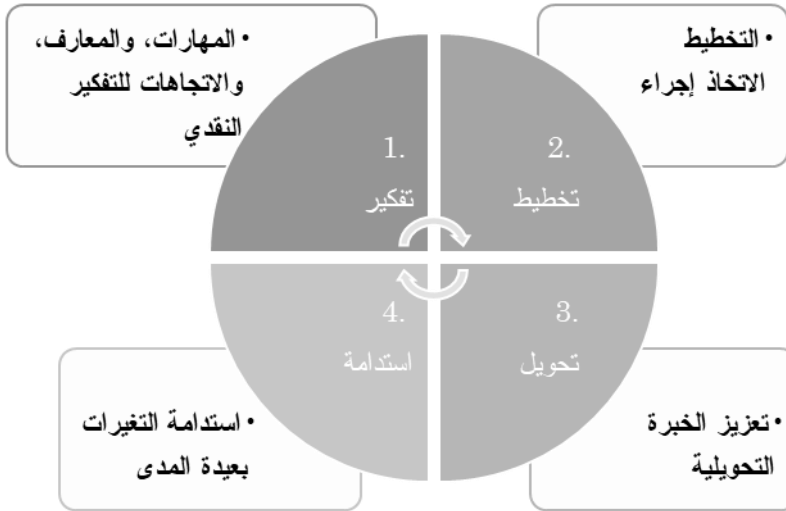 • المهارات، والمعارف،
والاتجاهات للتفكير
النقدي
1.
تفكير
• التخطيط
الاتخاذ إجراء
2.
تخطيط
3.
تحويل
• تعزيز الخبرة
التحويلية
4.
استدامة
• استدامة التغيرات
بعيدة المدى